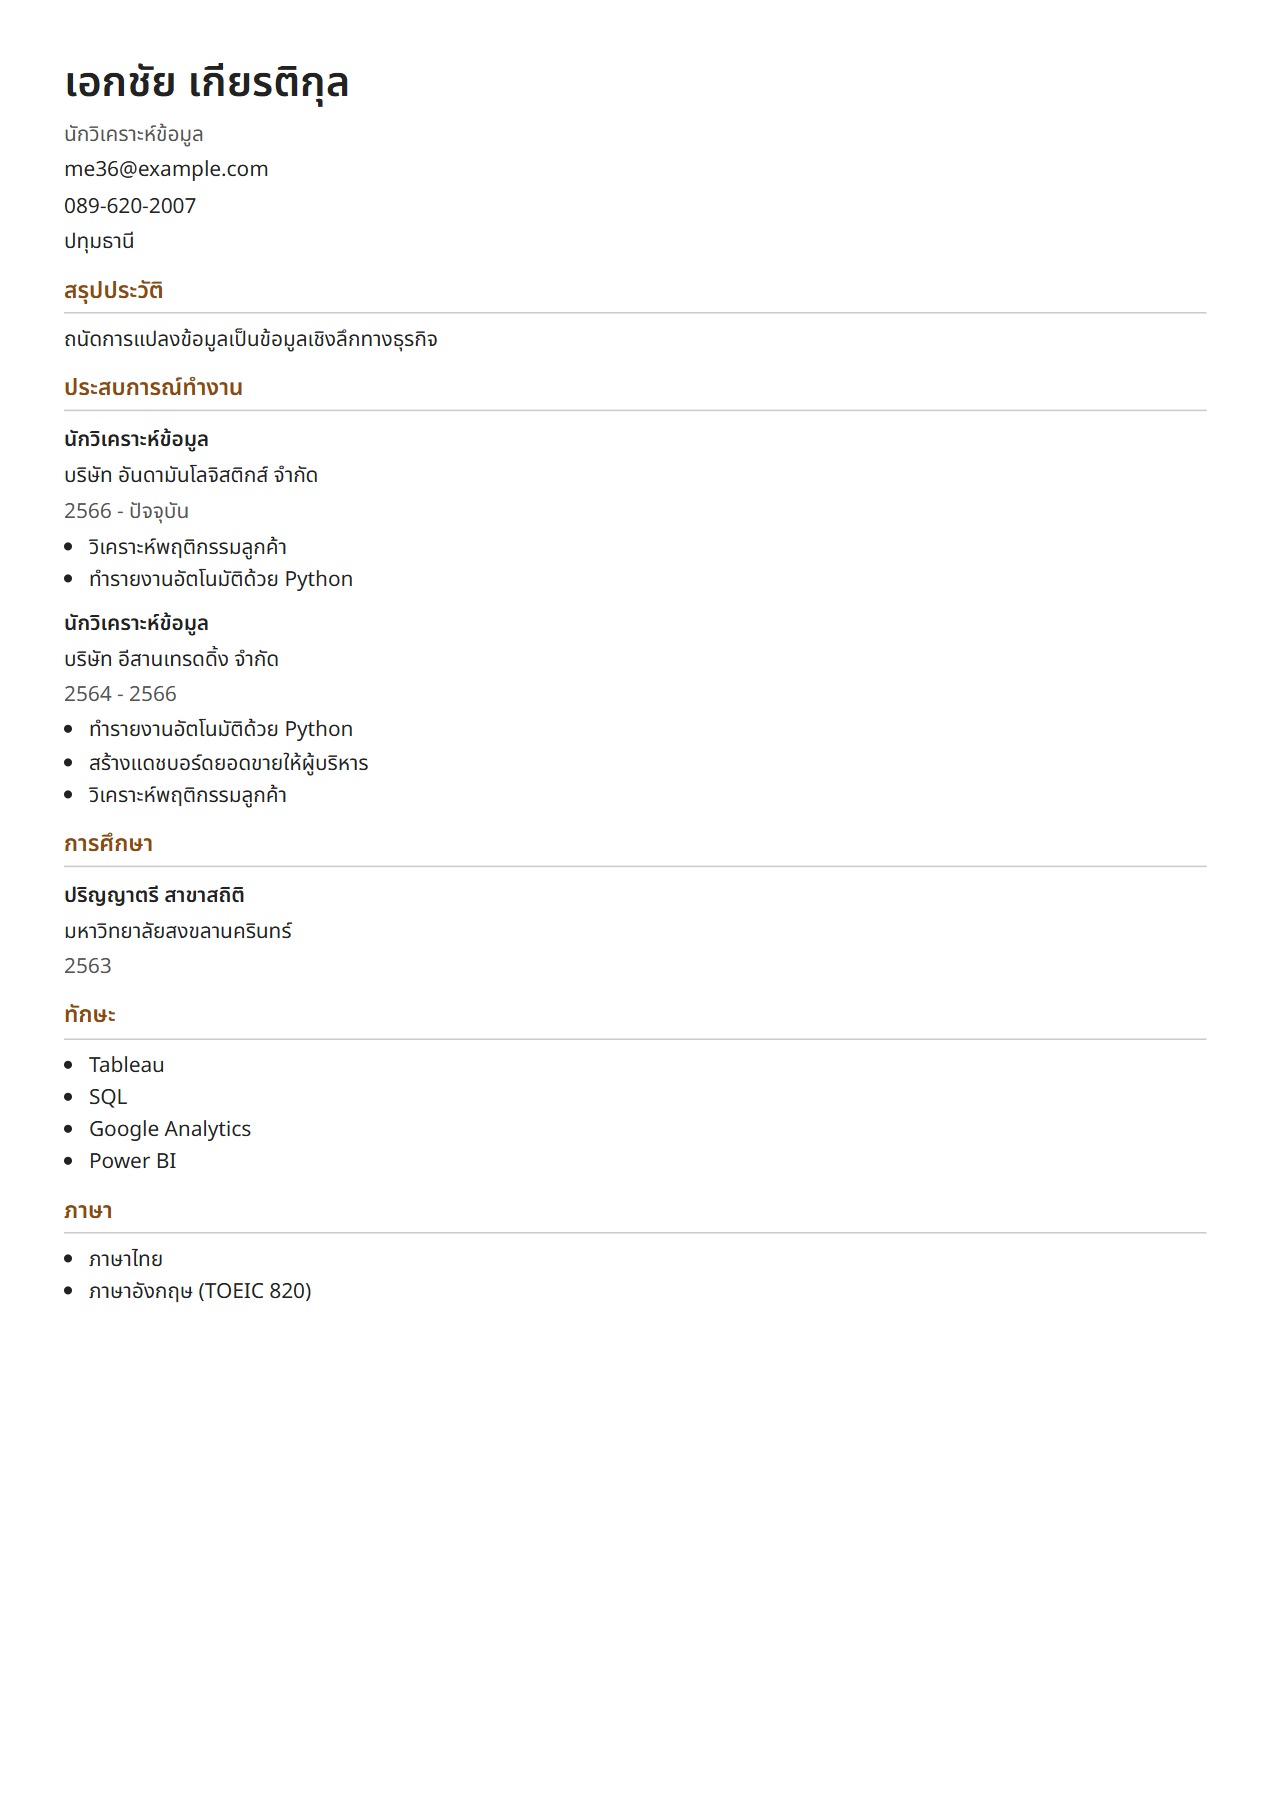 เอกชัย เกียรติกุล
นักวิเคราะห์ข้อมูล
me36@example.com
089-620-2007
ปทุมธานี
สรุปประวัติ
ถนัดการแปลงข้อมูลเป็นข้อมูลเชิงลึกทางธุรกิจ
ประสบการณ์ทำงาน
นักวิเคราะห์ข้อมูล
บริษัท อันดามันโลจิสติกส์ จำกัด
2566 - ปัจจุบัน
• วิเคราะห์พฤติกรรมลูกค้า
• ทำรายงานอัตโนมัติด้วย Python
นักวิเคราะห์ข้อมูล
บริษัท อีสานเทรดดิ้ง จำกัด
2564 - 2566
• ทำรายงานอัตโนมัติด้วย Python
• สร้างแดชบอร์ดยอดขายให้ผู้บริหาร
• วิเคราะห์พฤติกรรมลูกค้า
การศึกษา
ปริญญาตรี สาขาสถิติ
มหาวิทยาลัยสงขลานครินทร์
2563
ทักษะ
• Tableau
• SQL
• Google Analytics
• Power BI
ภาษา
• ภาษาไทย
• ภาษาอังกฤษ (TOEIC 820)